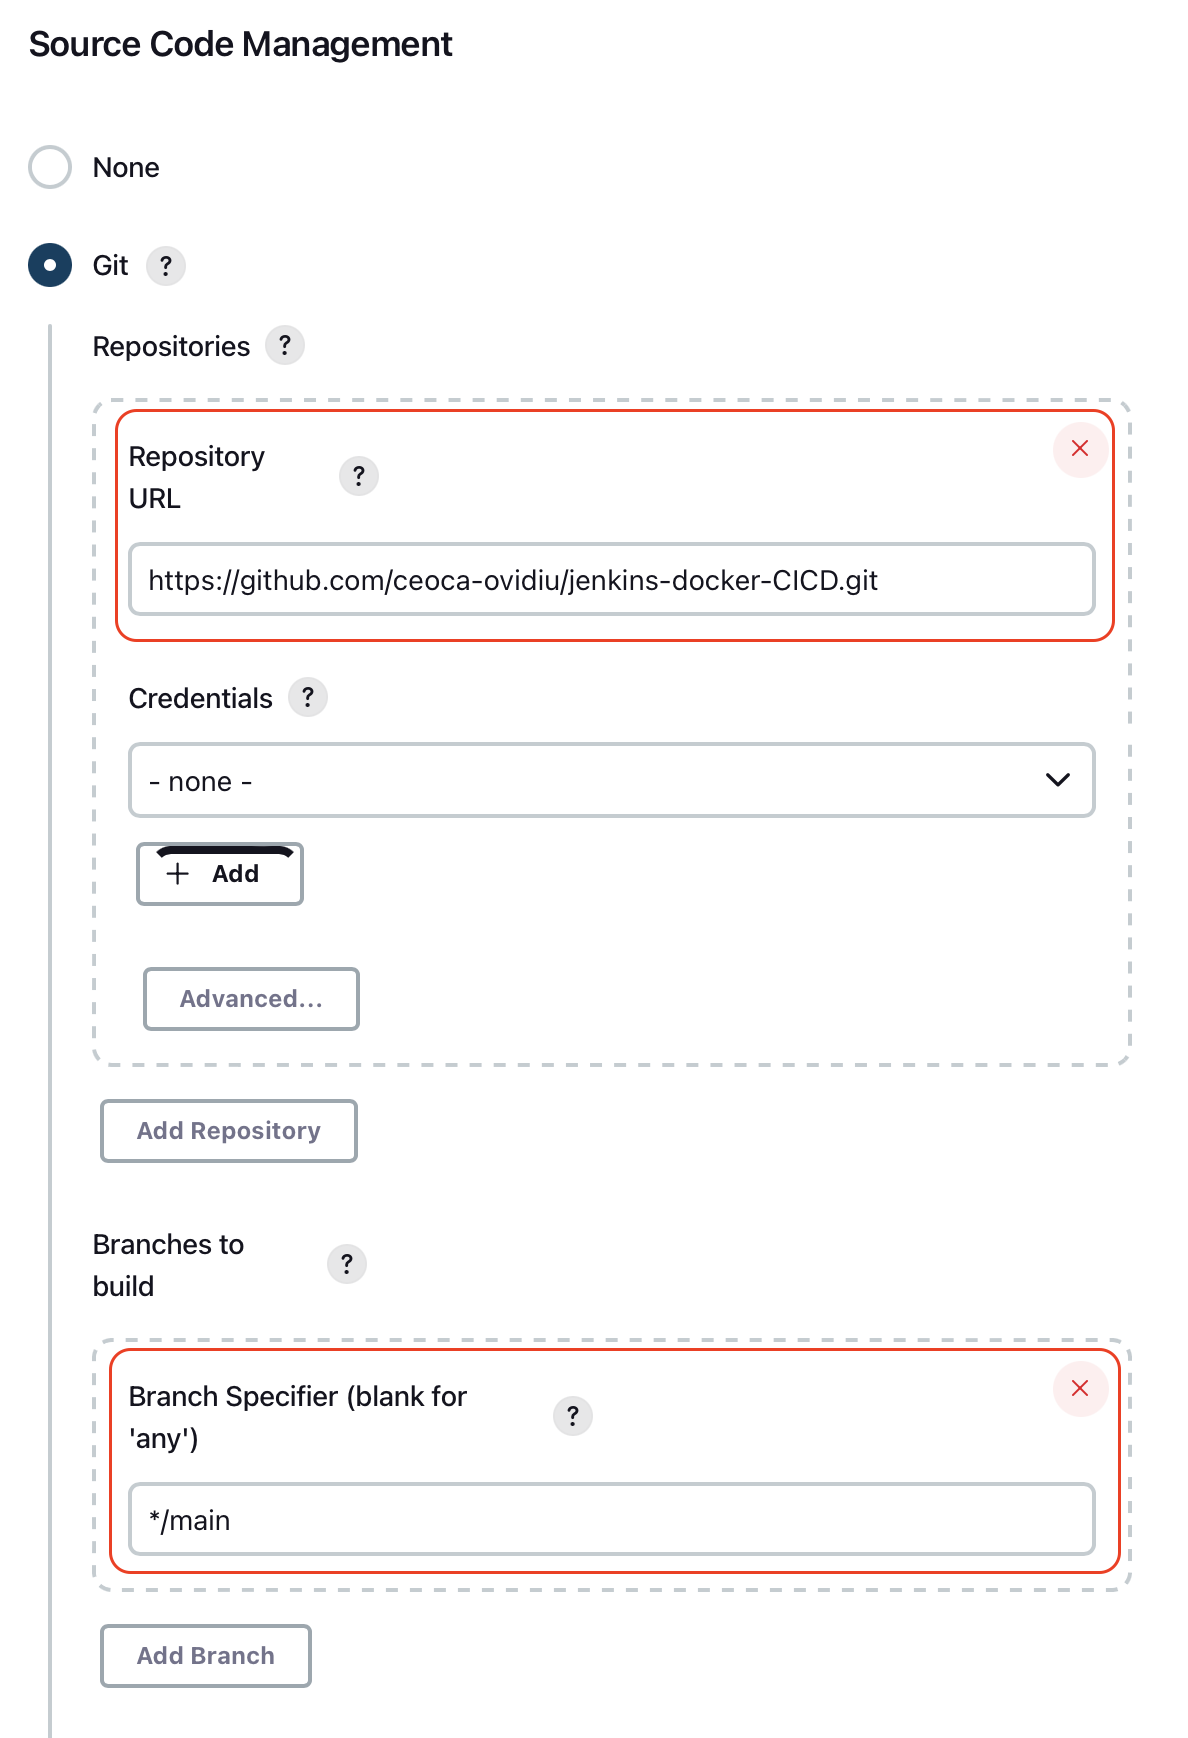 Source Code Management
None
Git ?
Repositories ?
Repository
URL
?
https://github.com/ceoca-ovidiu/jenkins-docker-CICD.git
Credentials ?
- none -
+ Add
Advanced...
Add Repository
Branches to
build
?
Branch Specifier (blank for
'any')
?
*/main
Add Branch